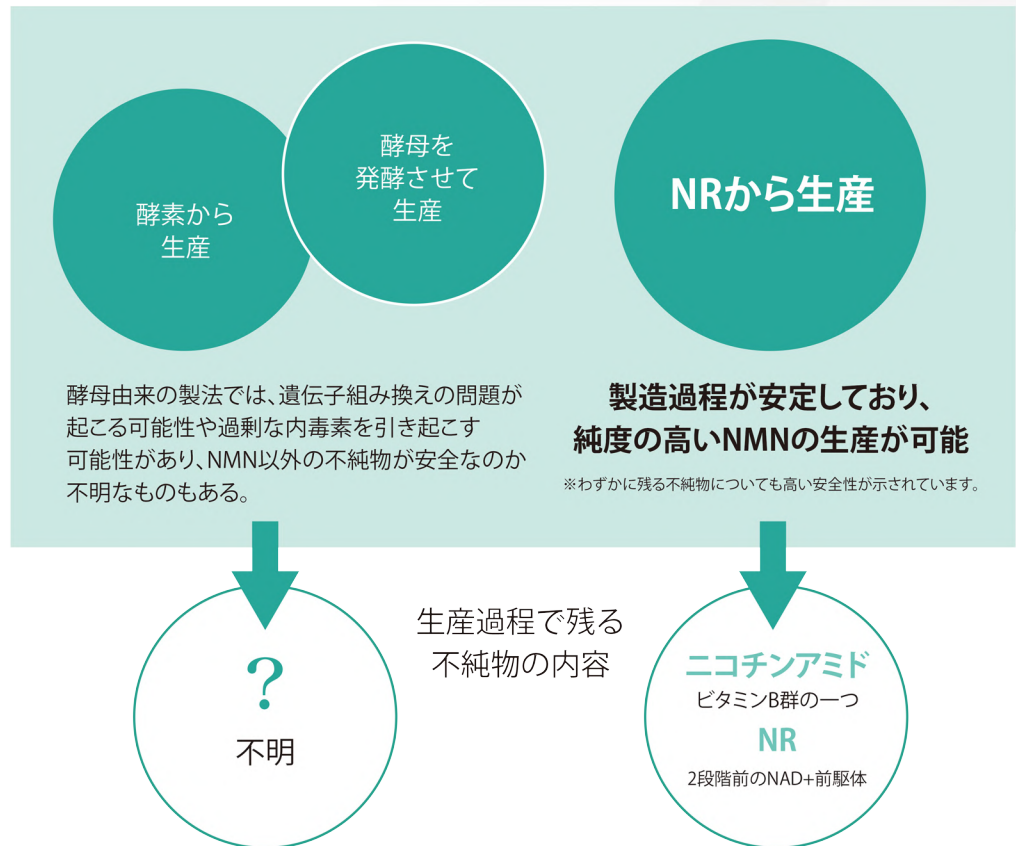 酵素から
生産
酵母を
発酵させて
生産
NRから生産
酵母由来の製法では、遺伝子組み換えの問題が
起こる可能性や過剰な内毒素を引き起こす
可能性があり、NMN以外の不純物が安全なのか
不明なものもある。
製造過程が安定しており、
純度の高いNMNの生産が可能
※わずかに残る不純物についても高い安全性が示されています。
生産過程で残る
不純物の内容
?
不明
ニコチンアミド
ビタミンB群の一つ
NR
2段階前のNAD+前駆体